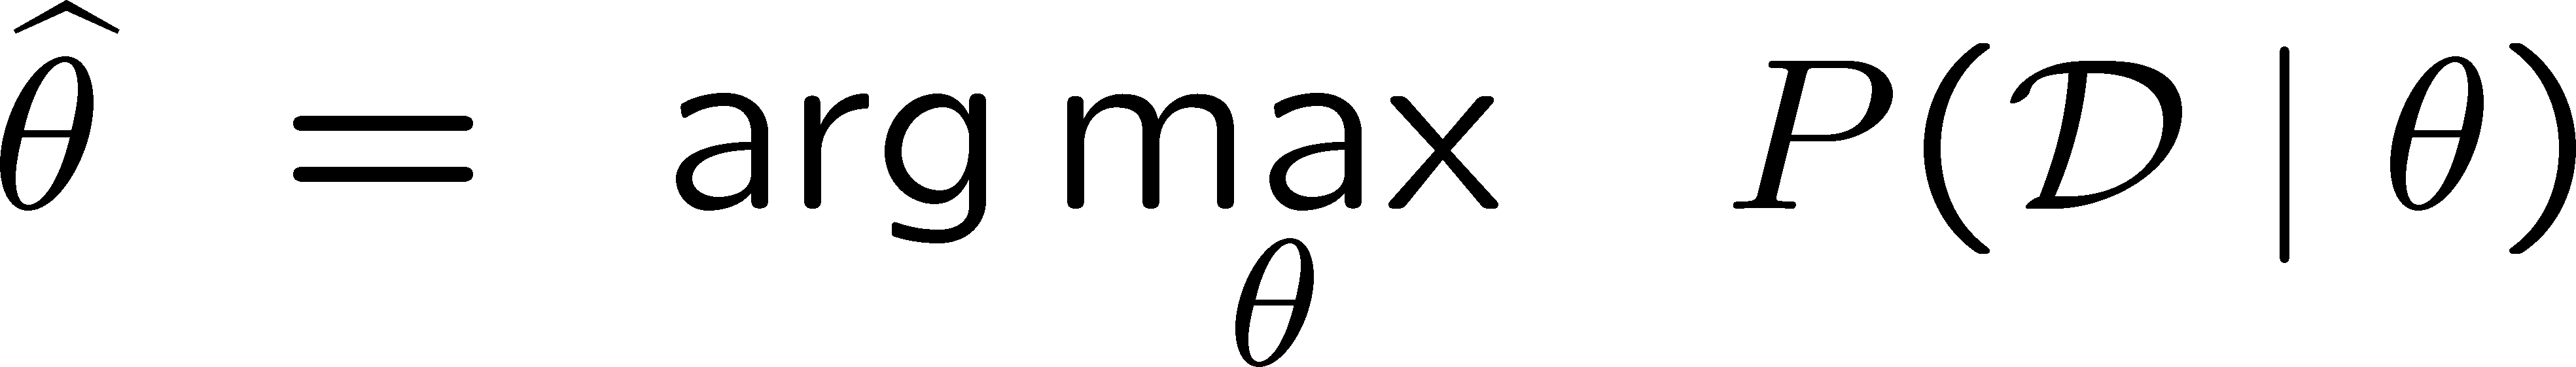 θ̂ = arg max P(𝒟 | θ)
θ